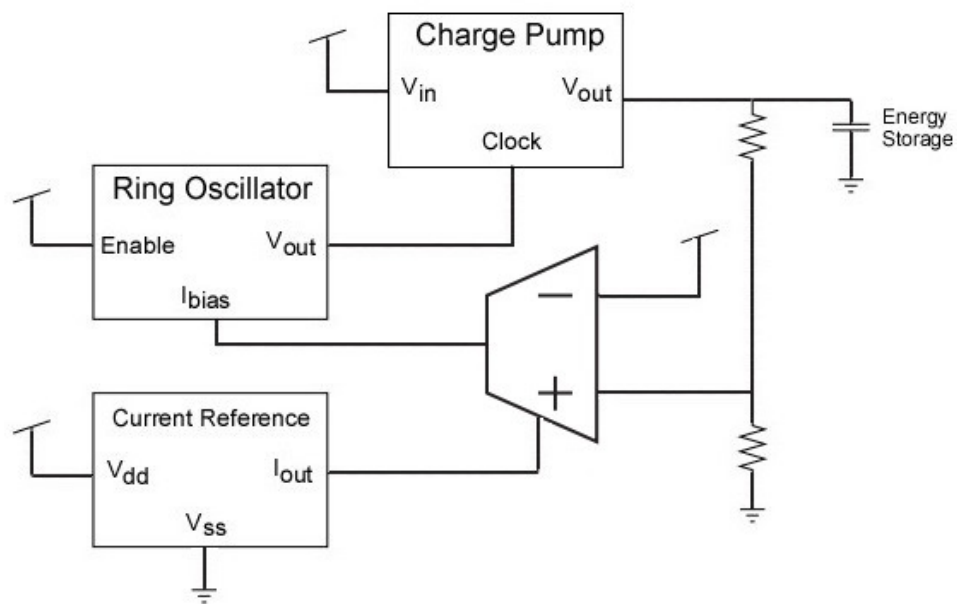 Charge Pump
Vin
Vout
Clock
Energy
Storage
Ring Oscillator
Enable
Vout
Ibias
−
+
Current Reference
Vdd
Iout
Vss